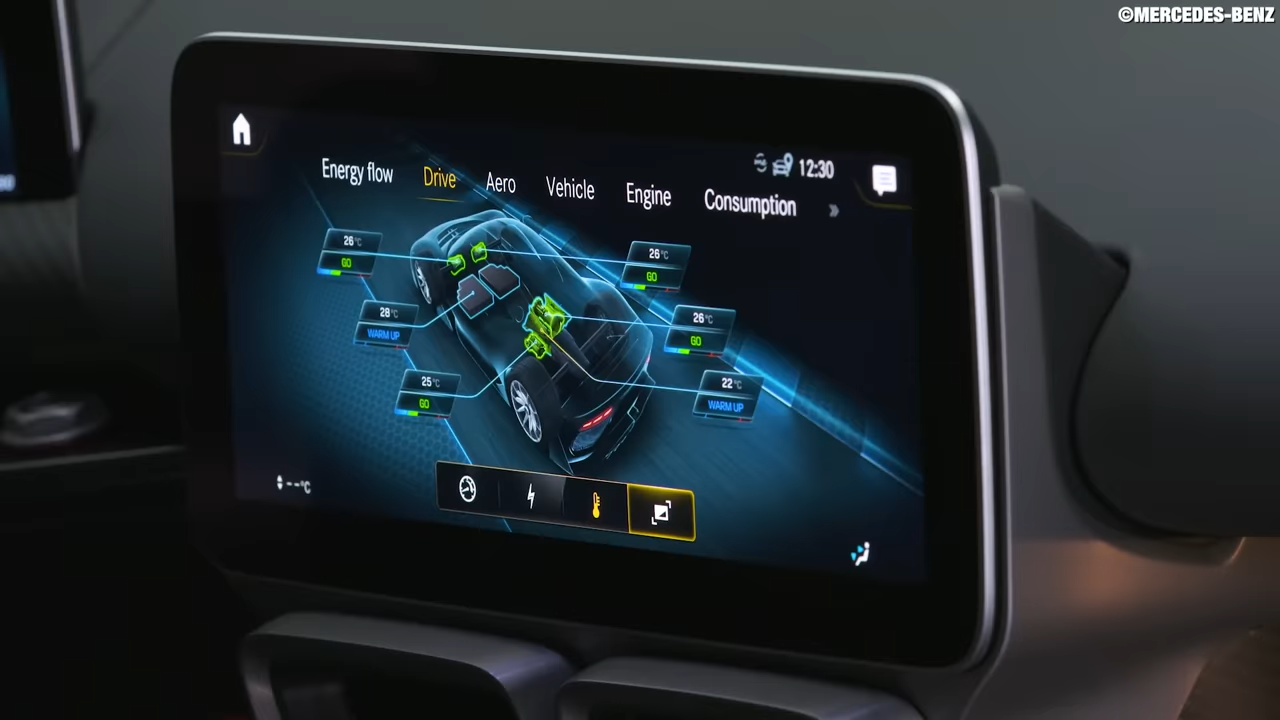 ©MERCEDES-BENZ
12:30
Energy flow Drive Aero Vehicle Engine Consumption »
26°C
GO
26°C
GO
28°C
WARM UP
26°C
GO
25°C
GO
22°C
WARM UP
--°C